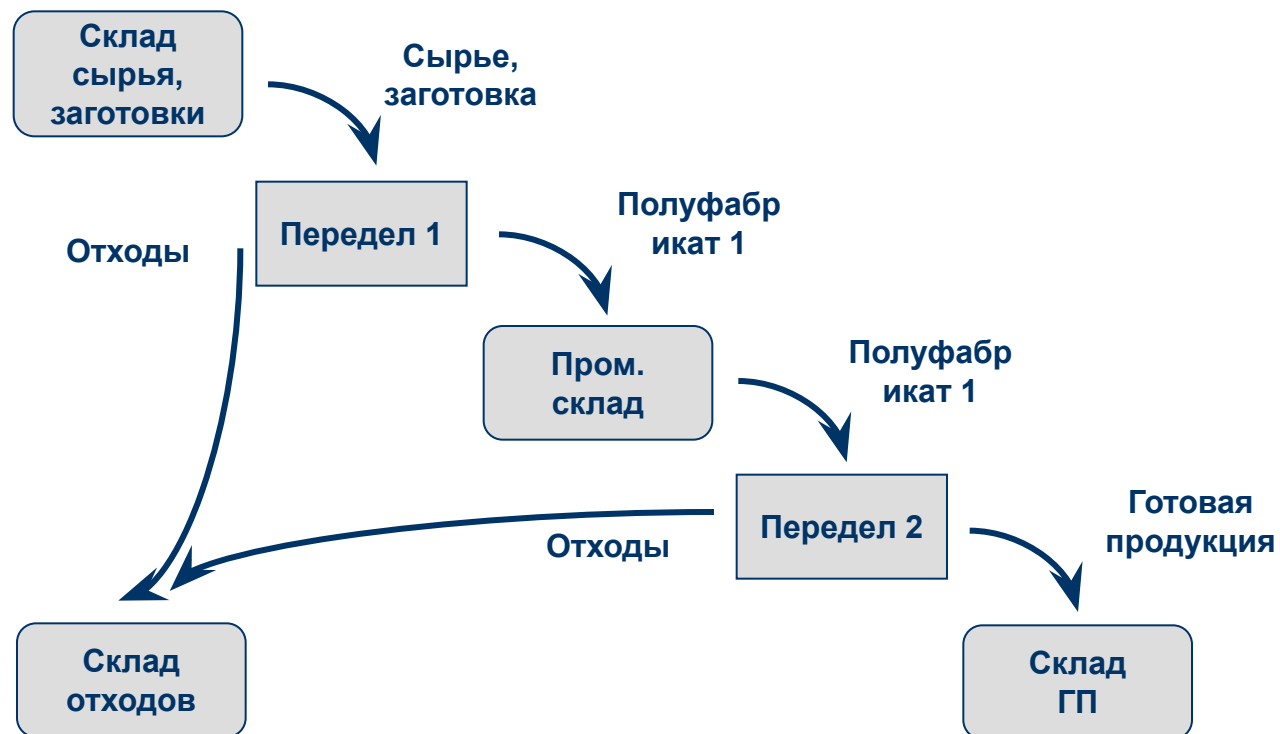 Склад
сырья,
заготовки
Сырье,
заготовка
Передел 1
Полуфабр
икат 1
Отходы
Пром.
склад
Полуфабр
икат 1
Передел 2
Готовая
продукция
Отходы
Склад
отходов
Склад
ГП